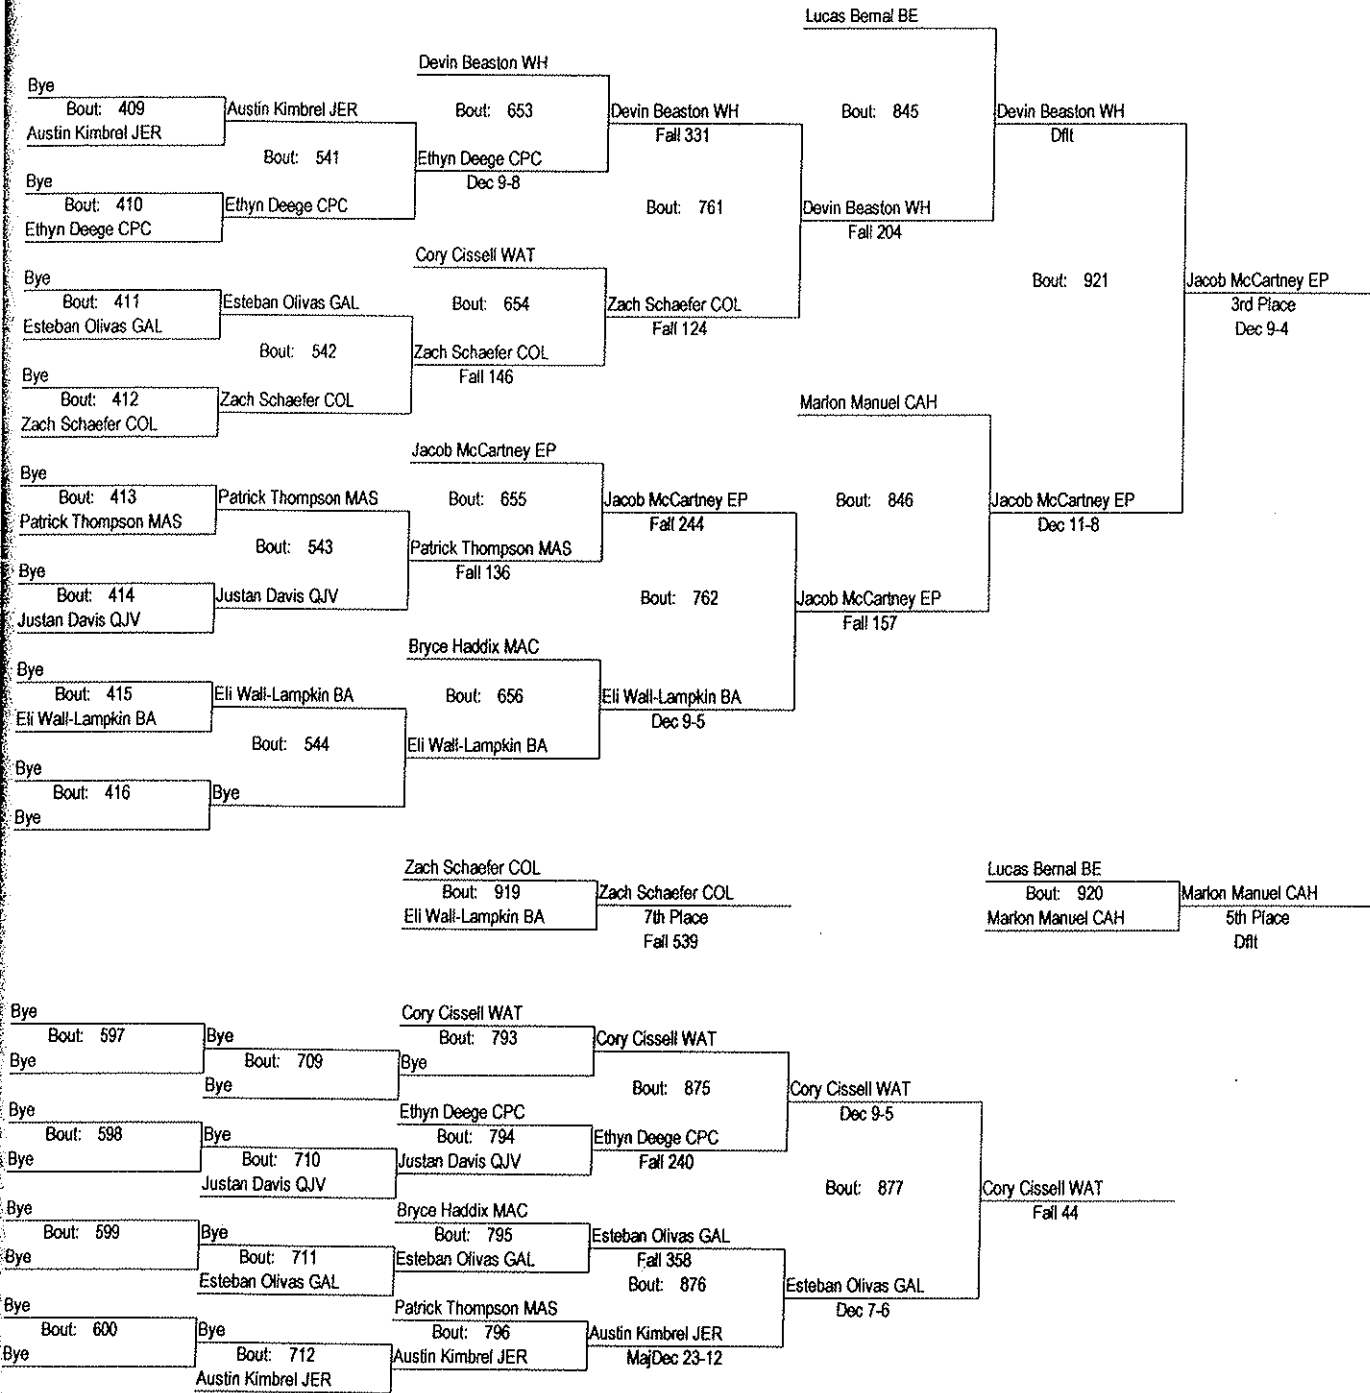 Lucas Bernal BE
Devin Beaston WH
Bye
Bout: 409
Austin Kimbrel JER
Austin Kimbrel JER
Bout: 653
Devin Beaston WH
Fall 331
Bout: 845
Devin Beaston WH
Dflt
Bout: 541
Ethyn Deege CPC
Dec 9-8
Bye
Bout: 410
Ethyn Deege CPC
Ethyn Deege CPC
Bout: 761
Devin Beaston WH
Fall 204
Cory Cissell WAT
Bye
Bout: 411
Esteban Olivas GAL
Esteban Olivas GAL
Bout: 654
Zach Schaefer COL
Fall 124
Bout: 921
Jacob McCartney EP
3rd Place
Dec 9-4
Bout: 542
Zach Schaefer COL
Fall 146
Bye
Bout: 412
Zach Schaefer COL
Zach Schaefer COL
Marlon Manuel CAH
Jacob McCartney EP
Bye
Bout: 413
Patrick Thompson MAS
Patrick Thompson MAS
Bout: 655
Jacob McCartney EP
Fall 244
Bout: 846
Jacob McCartney EP
Dec 11-8
Bout: 543
Patrick Thompson MAS
Fall 136
Bye
Bout: 414
Justan Davis QJV
Justan Davis QJV
Bout: 762
Jacob McCartney EP
Fall 157
Bryce Haddix MAC
Bye
Bout: 415
Eli Wall-Lampkin BA
Eli Wall-Lampkin BA
Bout: 656
Eli Wall-Lampkin BA
Dec 9-5
Bout: 544
Eli Wall-Lampkin BA
Bye
Bout: 416
Bye
Bye
Zach Schaefer COL
Bout: 919
Eli Wall-Lampkin BA
Zach Schaefer COL
7th Place
Fall 539
Lucas Bernal BE
Bout: 920
Marlon Manuel CAH
Marlon Manuel CAH
5th Place
Dflt
Bye
Bout: 597
Bye
Bye
Bout: 709
Bye
Cory Cissell WAT
Bout: 793
Bye
Cory Cissell WAT
Bout: 875
Cory Cissell WAT
Dec 9-5
Bye
Bout: 598
Bye
Bye
Bout: 710
Justan Davis QJV
Ethyn Deege CPC
Bout: 794
Justan Davis QJV
Ethyn Deege CPC
Fall 240
Bout: 877
Cory Cissell WAT
Fall 44
Bye
Bout: 599
Bye
Bye
Bout: 711
Esteban Olivas GAL
Bryce Haddix MAC
Bout: 795
Esteban Olivas GAL
Esteban Olivas GAL
Fall 358
Bout: 876
Esteban Olivas GAL
Dec 7-6
Bye
Bout: 600
Bye
Bye
Bout: 712
Austin Kimbrel JER
Patrick Thompson MAS
Bout: 796
Austin Kimbrel JER
Austin Kimbrel JER
MajDec 23-12